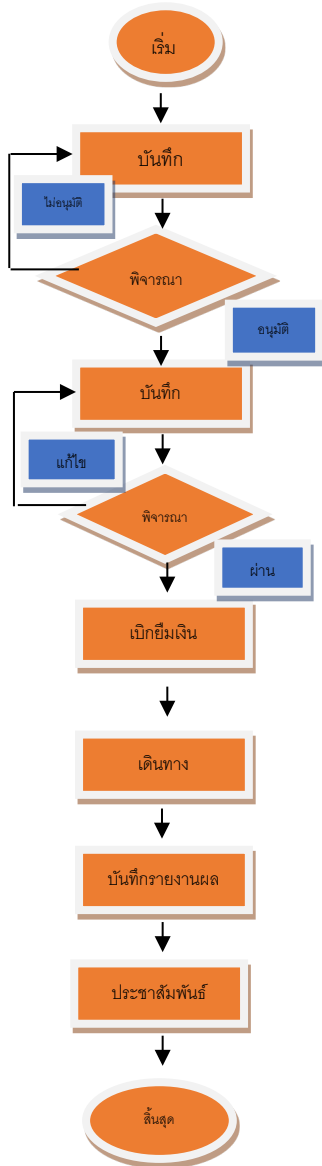 เริ่ม
บันทึก
ไม่อนุมัติ
พิจารณา
อนุมัติ
บันทึก
แก้ไข
พิจารณา
ผ่าน
เบิกยืมเงิน
เดินทาง
บันทึกรายงานผล
ประชาสัมพันธ์
สิ้นสุด